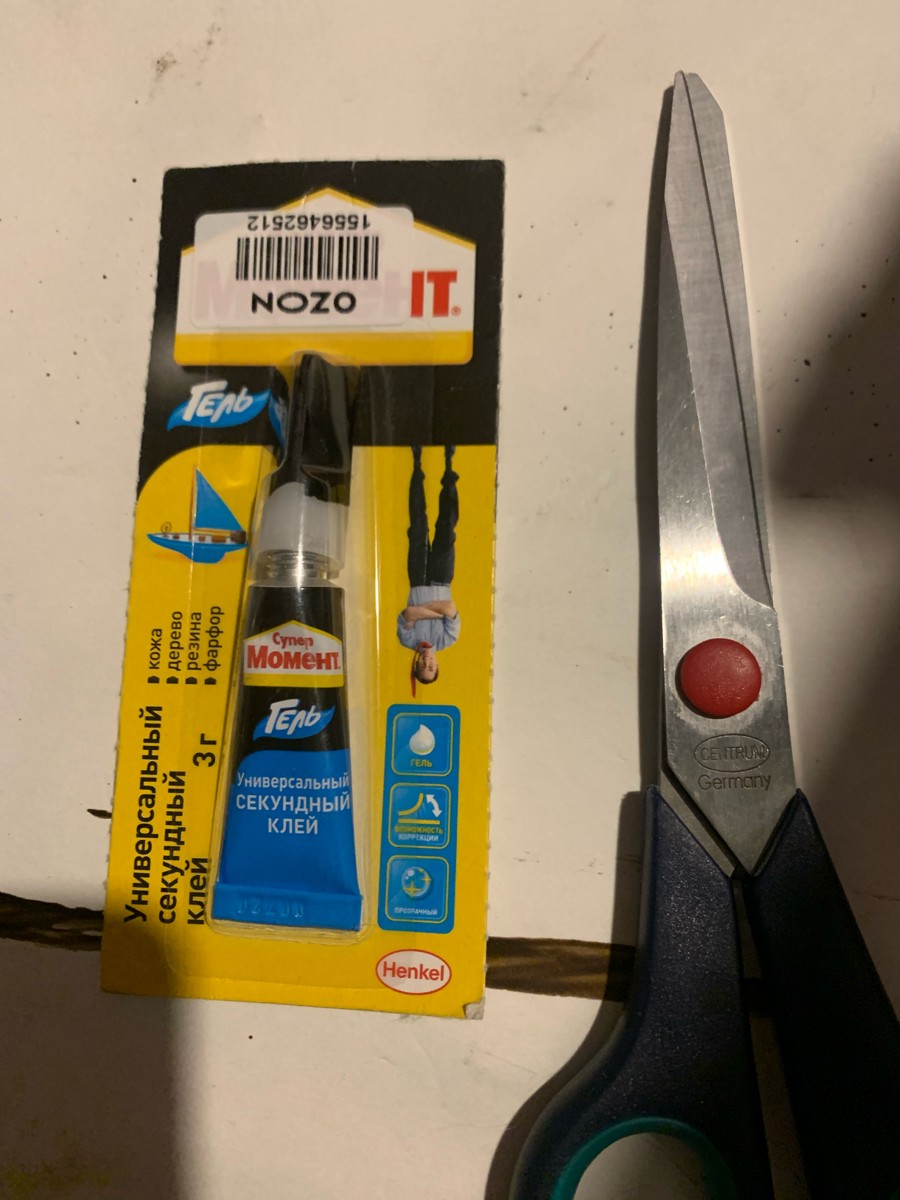 1556462512
OZON
Момент®
Гель
кожа
дерево
резина
фарфор
Универсальный
секундный
клей
3 г
Супер
Момент
Гель
Универсальный
СЕКУНДНЫЙ
КЛЕЙ
ГЕЛЬ
ВОЗМОЖНОСТЬ
КОРРЕКЦИИ
ПРОЗРАЧНЫЙ
Henkel
CENTRUM
Germany